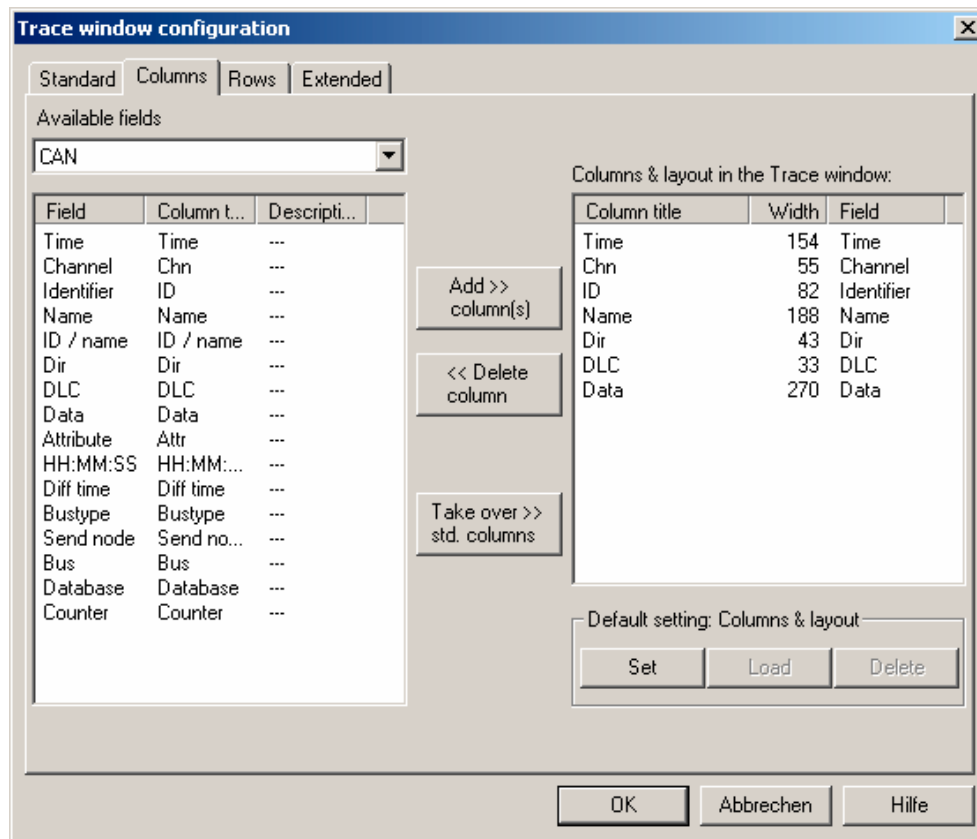 Trace window configuration
Standard Columns Rows Extended
Available fields
CAN
Field Column t... Descripti...
Time Time ---
Channel Chn ---
Identifier ID ---
Name Name ---
ID / name ID / name ---
Dir Dir ---
DLC DLC ---
Data Data ---
Attribute Attr ---
HH:MM:SS HH:MM:... ---
Diff time Diff time ---
Bustype Bustype ---
Send node Send no... ---
Bus Bus ---
Database Database ---
Counter Counter ---
Add >>
column(s)
<< Delete
column
Take over >>
std. columns
Columns & layout in the Trace window:
Column title Width Field
Time 154 Time
Chn 55 Channel
ID 82 Identifier
Name 188 Name
Dir 43 Dir
DLC 33 DLC
Data 270 Data
Default setting: Columns & layout
Set Load Delete
OK Abbrechen Hilfe